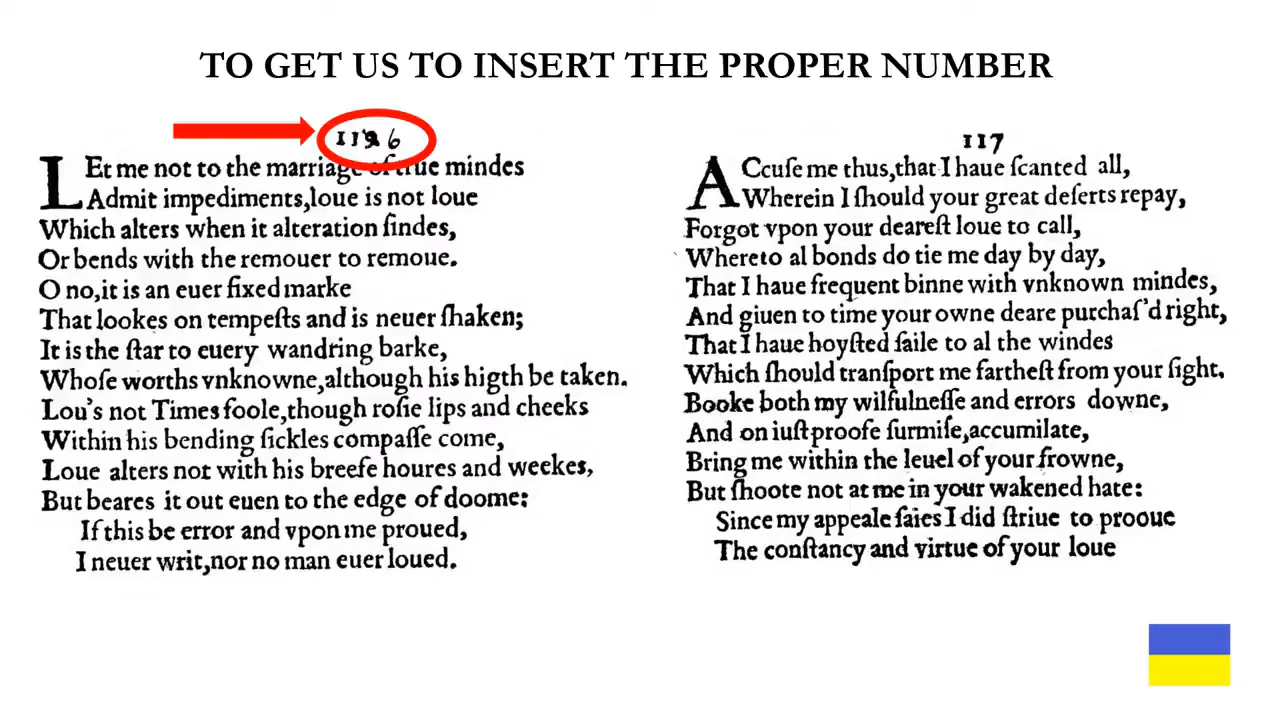 TO GET US TO INSERT THE PROPER NUMBER
119 6
LEt me not to the marriage of true mindes
Admit impediments,loue is not loue
Which alters when it alteration findes,
Or bends with the remouer to remoue.
O no,it is an euer fixed marke
That lookes on tempeſts and is neuer ſhaken;
It is the ſtar to euery wandring barke,
Whoſe worths vnknowne,although his higth be taken.
Lou's not Times foole,though roſie lips and cheeks
Within his bending ſickles compaſſe come,
Loue alters not with his breefe houres and weekes,
But beares it out euen to the edge of doome:
If this be error and vpon me proued,
I neuer writ,nor no man euer loued.
117
ACcuſe me thus,that I haue ſcanted all,
Wherein I ſhould your great deſerts repay,
Forgot vpon your deareſt loue to call,
Whereto al bonds do tie me day by day,
That I haue frequent binne with vnknown mindes,
And giuen to time your owne deare purchaſ'd right,
That I haue hoyſted ſaile to al the windes
Which ſhould tranſport me fartheſt from your ſight.
Booke both my wilfulneſſe and errors downe,
And on iuſt proofe ſurmiſe,accumilate,
Bring me within the leuel of your frowne,
But ſhoote not at me in your wakened hate:
Since my appeale ſaies I did ſtriue to prooue
The conſtancy and virtue of your loue